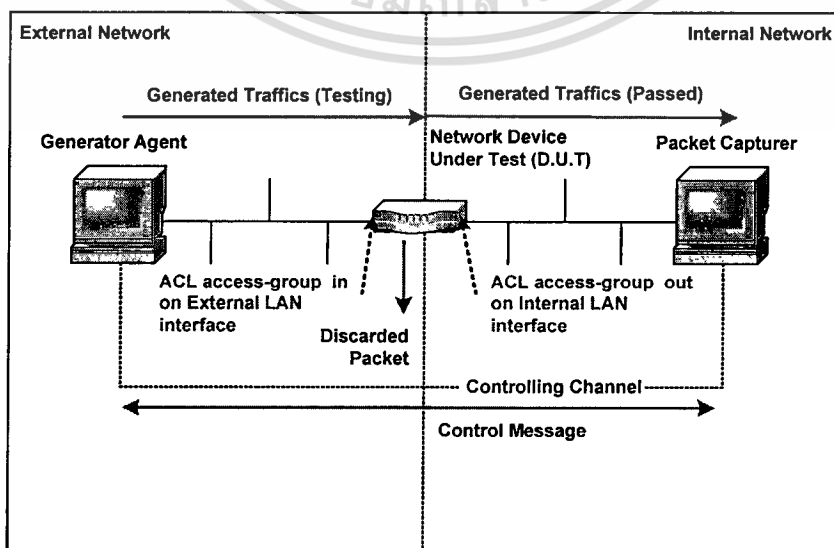 External Network
Internal Network
Generated Traffics (Testing)
Generated Traffics (Passed)
Generator Agent
Network Device
Under Test (D.U.T)
Packet Capturer
ACL access-group in
on External LAN
interface
ACL access-group out
on Internal LAN
interface
Discarded
Packet
Controlling Channel
Control Message